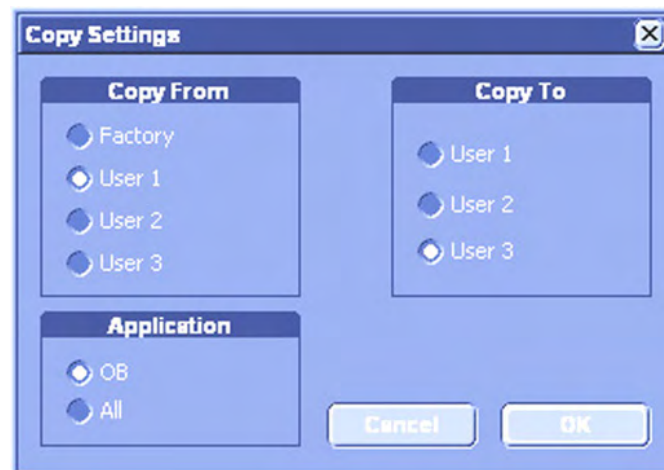 Copy Settings
Copy From
Factory
User 1
User 2
User 3
Copy To
User 1
User 2
User 3
Application
OB
All
Cancel
OK